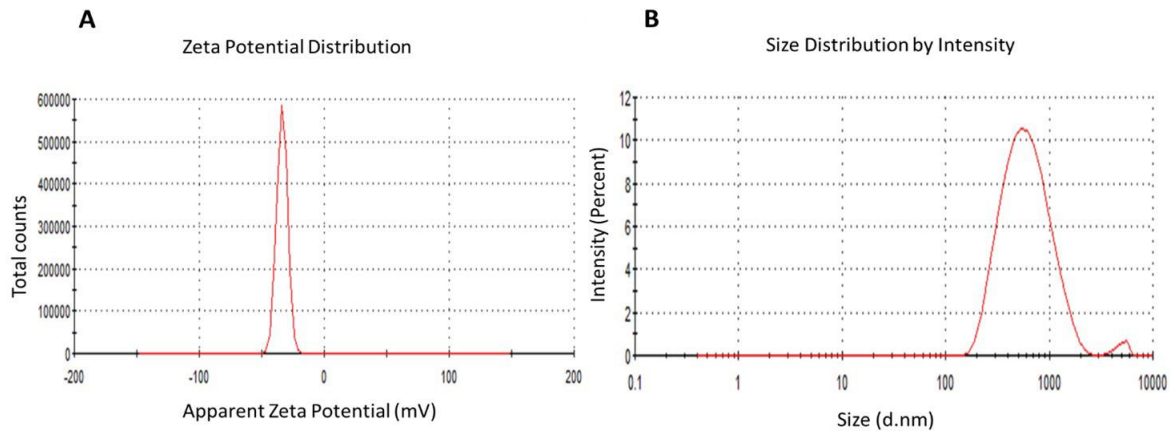 A
Zeta Potential Distribution
Total counts
600000
500000
400000
300000
200000
100000
0
-200 -100 0 100 200
Apparent Zeta Potential (mV)
B
Size Distribution by Intensity
Intensity (Percent)
12
10
8
6
4
2
0
0.1 1 10 100 1000 10000
Size (d.nm)